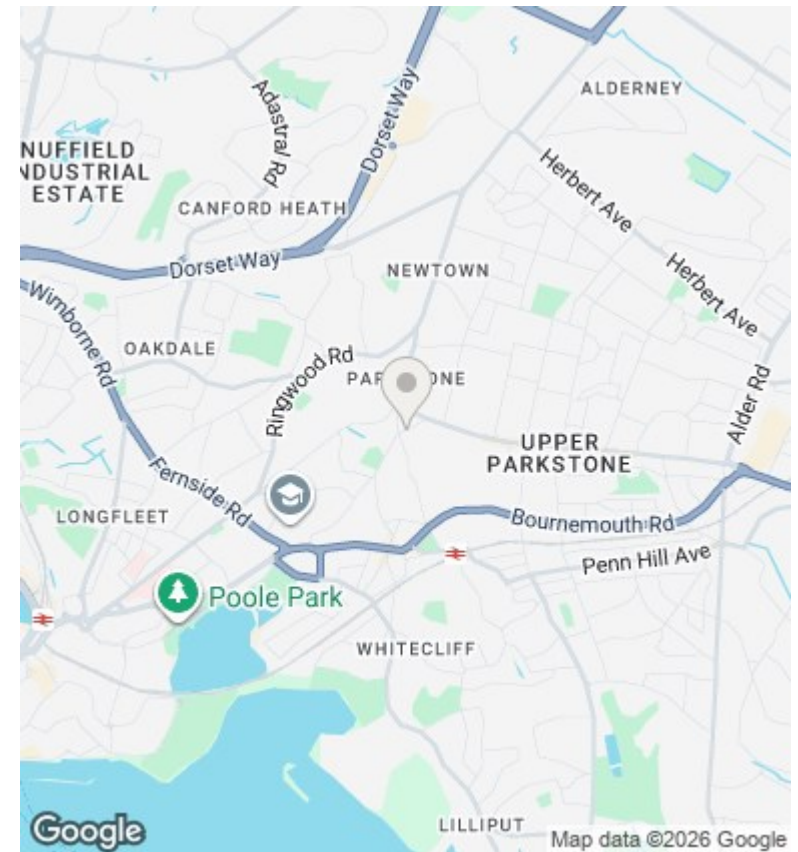 ALDERNEY
Adastral Rd
Dorset Way
NUFFIELD
INDUSTRIAL
ESTATE
Herbert Ave
CANFORD HEATH
Dorset Way
NEWTOWN
Herbert Ave
Wimborne Rd
OAKDALE
Ringwood Rd
PAR ONE
Alder Rd
UPPER
PARKSTONE
Fernside Rd
LONGFLEET
Bournemouth Rd
Penn Hill Ave
Poole Park
WHITECLIFF
LILLIPUT
Google
Map data ©2026 Google